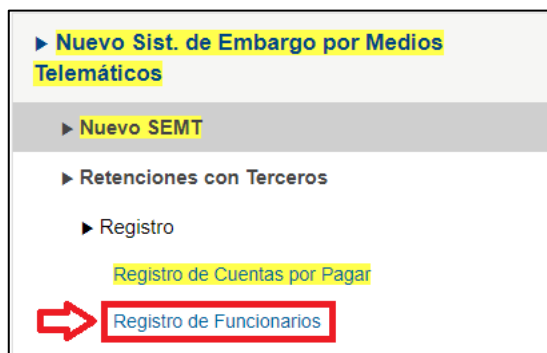 ▶ Nuevo Sist. de Embargo por Medios
Telemáticos
▶ Nuevo SEMT
▶ Retenciones con Terceros
▶ Registro
Registro de Cuentas por Pagar
Registro de Funcionarios